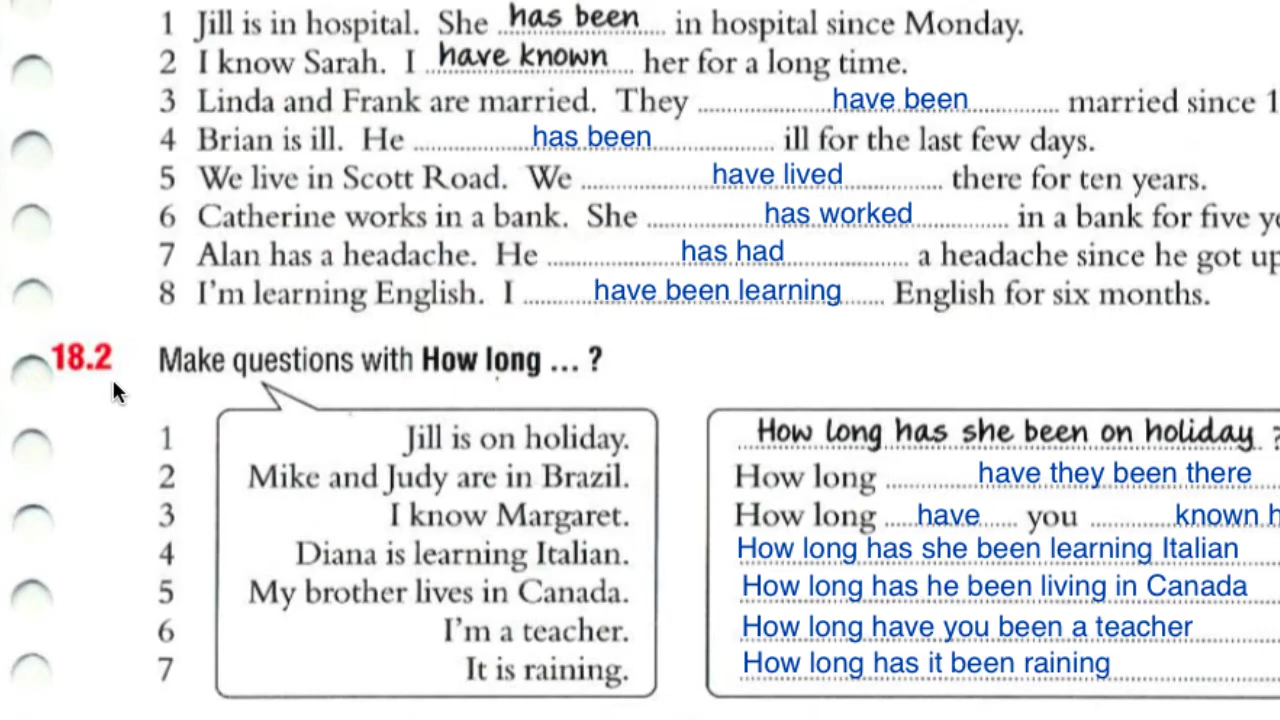 1 Jill is in hospital. She has been in hospital since Monday.
2 I know Sarah. I have known her for a long time.
3 Linda and Frank are married. They have been married since 1
4 Brian is ill. He has been ill for the last few days.
5 We live in Scott Road. We have lived there for ten years.
6 Catherine works in a bank. She has worked in a bank for five
7 Alan has a headache. He has had a headache since he got up
8 I'm learning English. I have been learning English for six months.
18.2 Make questions with How long ... ?
1 Jill is on holiday. How long has she been on holiday ?
2 Mike and Judy are in Brazil. How long have they been there
3 I know Margaret. How long have you known
4 Diana is learning Italian. How long has she been learning Italian
5 My brother lives in Canada. How long has he been living in Canada
6 I'm a teacher. How long have you been a teacher
7 It is raining. How long has it been raining